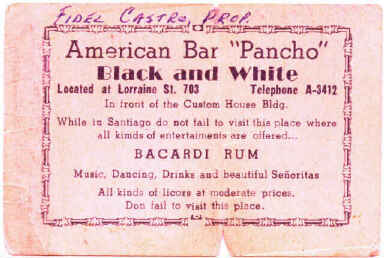 Fidel Castro, Prop.
American Bar "Pancho"
Black and White
Located at Lorraine St. 703 Telephone A-3412
In front of the Custom House Bldg.
While in Santiago do not fail to visit this place where
all kinds of entertaiments are offered...
BACARDI RUM
Music, Dancing, Drinks and beautiful Señoritas
All kinds of licors at moderate prices.
Don fail to visit this place.